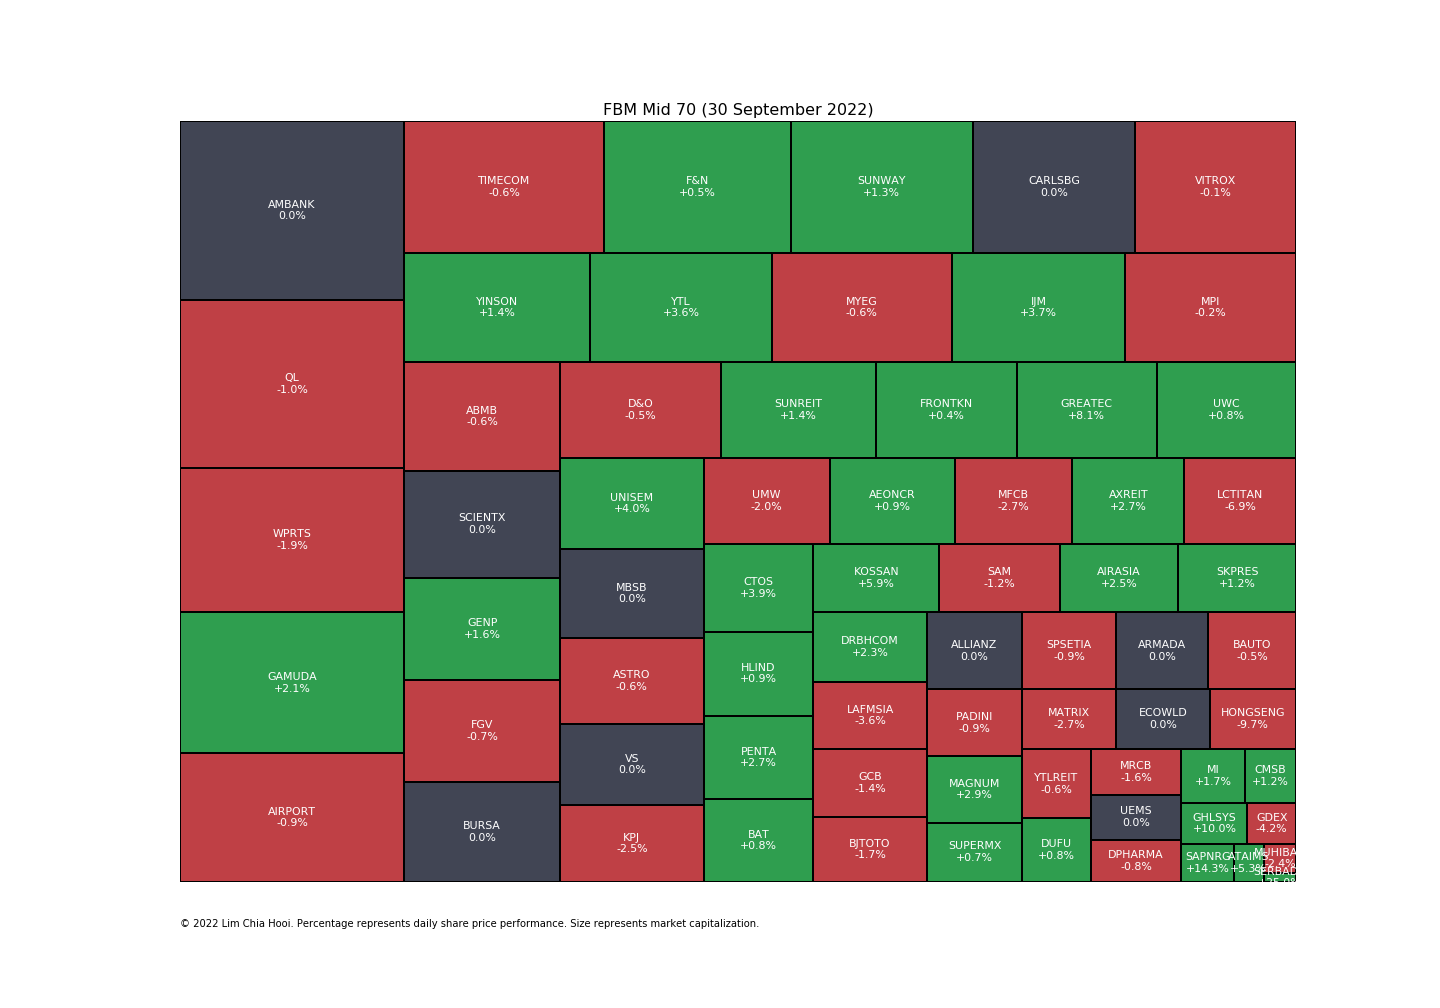 FBM Mid 70 (30 September 2022)
AMBANK
0.0%
QL
-1.0%
WPRTS
-1.9%
GAMUDA
+2.1%
AIRPORT
-0.9%
TIMECOM
-0.6%
F&N
+0.5%
SUNWAY
+1.3%
CARLSBG
0.0%
VITROX
-0.1%
YINSON
+1.4%
YTL
+3.6%
MYEG
-0.6%
IJM
+3.7%
MPI
-0.2%
ABMB
-0.6%
SCIENTX
0.0%
GENP
+1.6%
FGV
-0.7%
BURSA
0.0%
D&O
-0.5%
SUNREIT
+1.4%
FRONTKN
+0.4%
GREATEC
+8.1%
UWC
+0.8%
UNISEM
+4.0%
MBSB
0.0%
ASTRO
-0.6%
VS
0.0%
KPJ
-2.5%
UMW
-2.0%
AEONCR
+0.9%
MFCB
-2.7%
AXREIT
+2.7%
LCTITAN
-6.9%
CTOS
+3.9%
HLIND
+0.9%
PENTA
+2.7%
BAT
+0.8%
KOSSAN
+5.9%
SAM
-1.2%
AIRASIA
+2.5%
SKPRES
+1.2%
DRBHCOM
+2.3%
LAFMSIA
-3.6%
GCB
-1.4%
BJTOTO
-1.7%
ALLIANZ
0.0%
SPSETIA
-0.9%
ARMADA
0.0%
BAUTO
-0.5%
PADINI
-0.9%
MAGNUM
+2.9%
SUPERMX
+0.7%
MATRIX
-2.7%
ECOWLD
0.0%
HONGSENG
-9.7%
YTLREIT
-0.6%
DUFU
+0.8%
MRCB
-1.6%
UEMS
0.0%
DPHARMA
-0.8%
MI
+1.7%
CMSB
+1.2%
GHLSYS
+10.0%
GDEX
-4.2%
SAPNRG
+14.3%
+5.3%
© 2022 Lim Chia Hooi. Percentage represents daily share price performance. Size represents market capitalization.